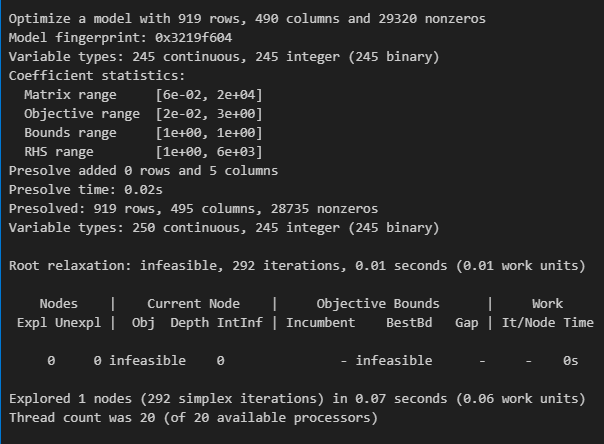 Optimize a model with 919 rows, 490 columns and 29320 nonzeros
Model fingerprint: 0x3219f604
Variable types: 245 continuous, 245 integer (245 binary)
Coefficient statistics:
  Matrix range     [6e-02, 2e+04]
  Objective range  [2e-02, 3e+00]
  Bounds range     [1e+00, 1e+00]
  RHS range        [1e+00, 6e+03]
Presolve added 0 rows and 5 columns
Presolve time: 0.02s
Presolved: 919 rows, 495 columns, 28735 nonzeros
Variable types: 250 continuous, 245 integer (245 binary)

Root relaxation: infeasible, 292 iterations, 0.01 seconds (0.01 work units)

    Nodes    |    Current Node    |     Objective Bounds      |     Work
 Expl Unexpl |  Obj  Depth IntInf | Incumbent    BestBd   Gap | It/Node Time

     0     0 infeasible    0               - infeasible      -     -    0s

Explored 1 nodes (292 simplex iterations) in 0.07 seconds (0.06 work units)
Thread count was 20 (of 20 available processors)